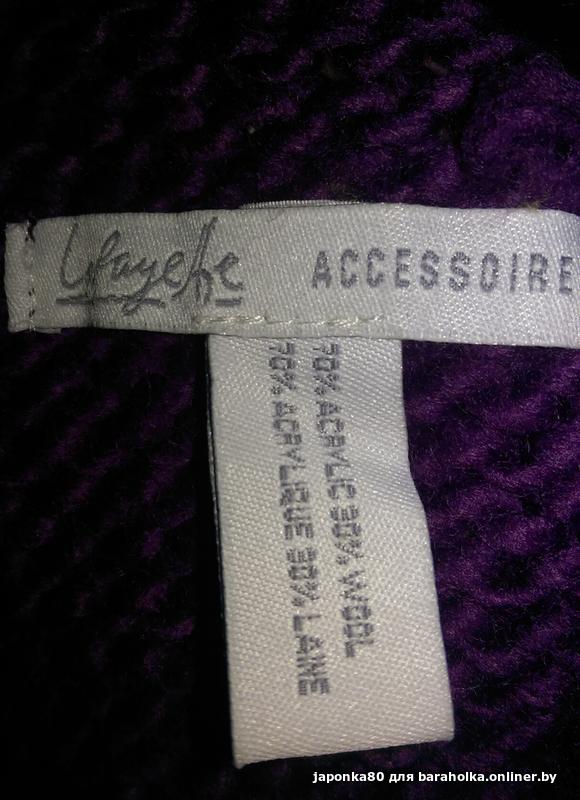 Lafayette ACCESSOIRE
70% ACRYLIC 30% WOOL
70% ACRYLIQUE 30% LAINE
japonka80 для baraholka.onliner.by